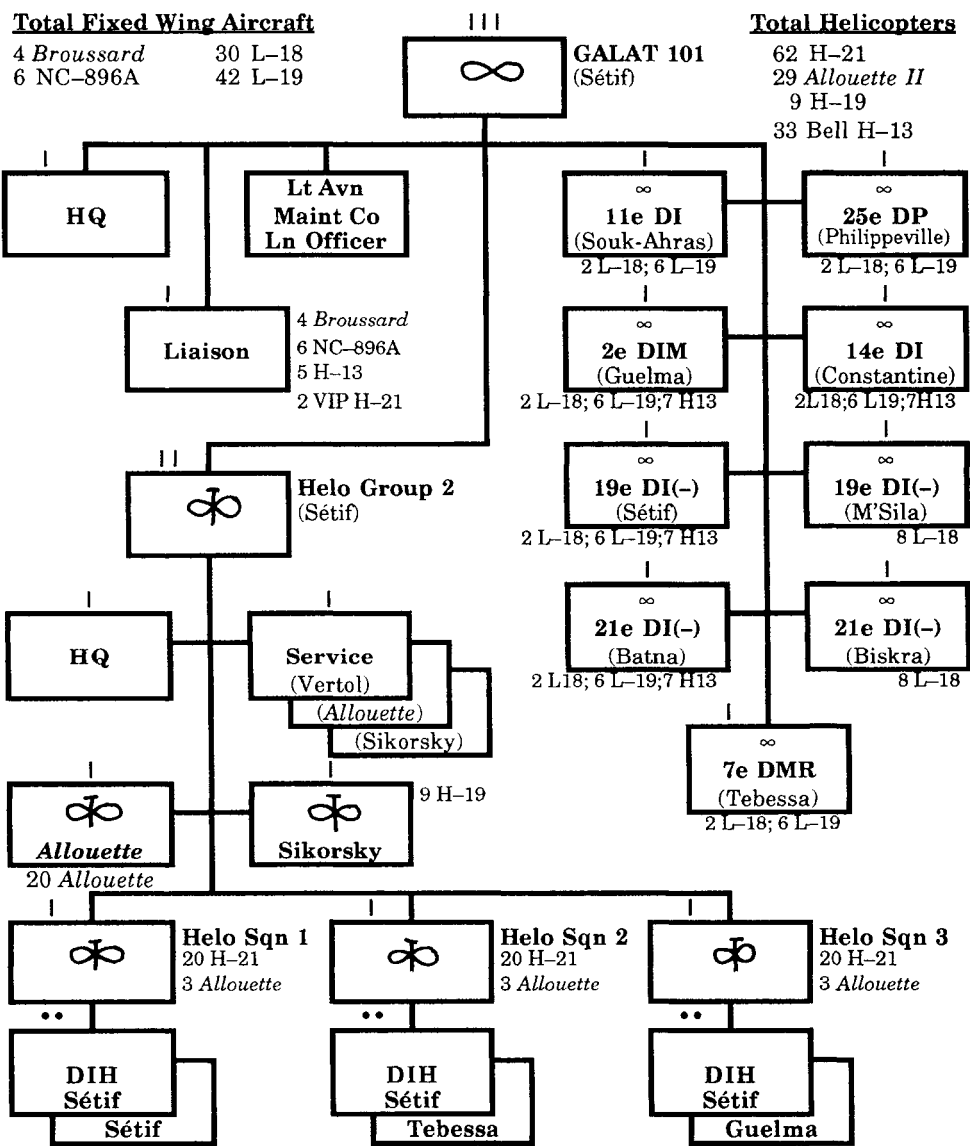 Total Fixed Wing Aircraft
4 Broussard 30 L–18
6 NC–896A 42 L–19
GALAT 101
(Sétif)
Total Helicopters
62 H–21
29 Allouette II
9 H–19
33 Bell H–13
HQ
Lt Avn
Maint Co
Ln Officer
Liaison
4 Broussard
6 NC–896A
5 H–13
2 VIP H–21
∞
11e DI
(Souk-Ahras)
2 L–18; 6 L–19
∞
25e DP
(Philippeville)
2 L–18; 6 L–19
∞
2e DIM
(Guelma)
2 L–18; 6 L–19;7 H13
∞
14e DI
(Constantine)
2L18;6 L19;7H13
∞
19e DI(–)
(Sétif)
2 L–18; 6 L–19;7 H13
∞
19e DI(–)
(M'Sila)
8 L–18
∞
21e DI(–)
(Batna)
2 L18; 6 L–19;7 H13
∞
21e DI(–)
(Biskra)
8 L–18
∞
7e DMR
(Tebessa)
2 L–18; 6 L–19
Helo Group 2
(Sétif)
HQ
Service
(Vertol)
(Allouette)
(Sikorsky)
Allouette
20 Allouette
Sikorsky
9 H–19
Helo Sqn 1
20 H–21
3 Allouette
Helo Sqn 2
20 H–21
3 Allouette
Helo Sqn 3
20 H–21
3 Allouette
DIH
Sétif
Sétif
DIH
Sétif
Tebessa
DIH
Sétif
Guelma